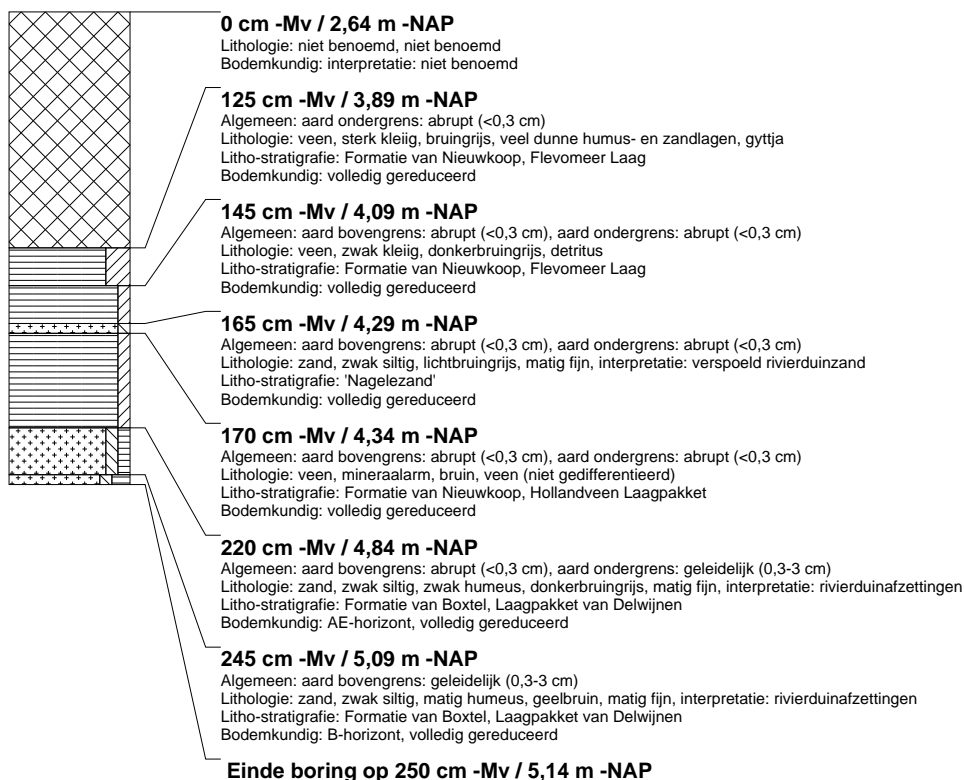 0 cm -Mv / 2,64 m -NAP
Lithologie: niet benoemd, niet benoemd
Bodemkundig: interpretatie: niet benoemd
125 cm -Mv / 3,89 m -NAP
Algemeen: aard ondergrens: abrupt (<0,3 cm)
Lithologie: veen, sterk kleiig, bruingrijs, veel dunne humus- en zandlagen, gyttja
Litho-stratigrafie: Formatie van Nieuwkoop, Flevomeer Laag
Bodemkundig: volledig gereduceerd
145 cm -Mv / 4,09 m -NAP
Algemeen: aard bovengrens: abrupt (<0,3 cm), aard ondergrens: abrupt (<0,3 cm)
Lithologie: veen, zwak kleiig, donkerbruingrijs, detritus
Litho-stratigrafie: Formatie van Nieuwkoop, Flevomeer Laag
Bodemkundig: volledig gereduceerd
165 cm -Mv / 4,29 m -NAP
Algemeen: aard bovengrens: abrupt (<0,3 cm), aard ondergrens: abrupt (<0,3 cm)
Lithologie: zand, zwak siltig, lichtbruingrijs, matig fijn, interpretatie: verspoeld rivierduinzand
Litho-stratigrafie: 'Nagelezand'
Bodemkundig: volledig gereduceerd
170 cm -Mv / 4,34 m -NAP
Algemeen: aard bovengrens: abrupt (<0,3 cm), aard ondergrens: abrupt (<0,3 cm)
Lithologie: veen, mineraalarm, bruin, veen (niet gedifferentieerd)
Litho-stratigrafie: Formatie van Nieuwkoop, Hollandveen Laagpakket
Bodemkundig: volledig gereduceerd
220 cm -Mv / 4,84 m -NAP
Algemeen: aard bovengrens: abrupt (<0,3 cm), aard ondergrens: geleidelijk (0,3-3 cm)
Lithologie: zand, zwak siltig, zwak humeus, donkerbruingrijs, matig fijn, interpretatie: rivierduinafzettingen
Litho-stratigrafie: Formatie van Boxtel, Laagpakket van Delwijnen
Bodemkundig: AE-horizont, volledig gereduceerd
245 cm -Mv / 5,09 m -NAP
Algemeen: aard bovengrens: geleidelijk (0,3-3 cm)
Lithologie: zand, zwak siltig, matig humeus, geelbruin, matig fijn, interpretatie: rivierduinafzettingen
Litho-stratigrafie: Formatie van Boxtel, Laagpakket van Delwijnen
Bodemkundig: B-horizont, volledig gereduceerd
Einde boring op 250 cm -Mv / 5,14 m -NAP